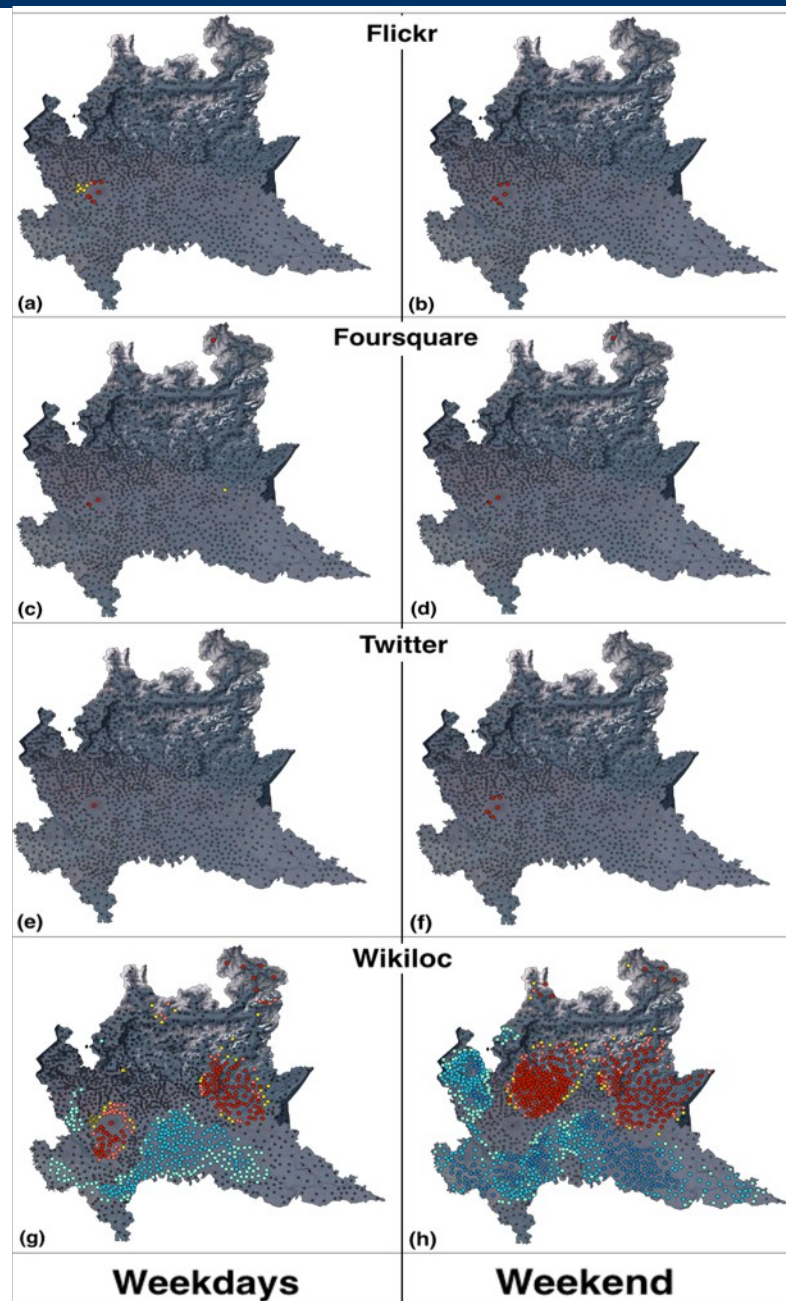 Flickr
(a)
(b)
Foursquare
(c)
(d)
Twitter
(e)
(f)
Wikiloc
(g)
(h)
Weekdays
Weekend